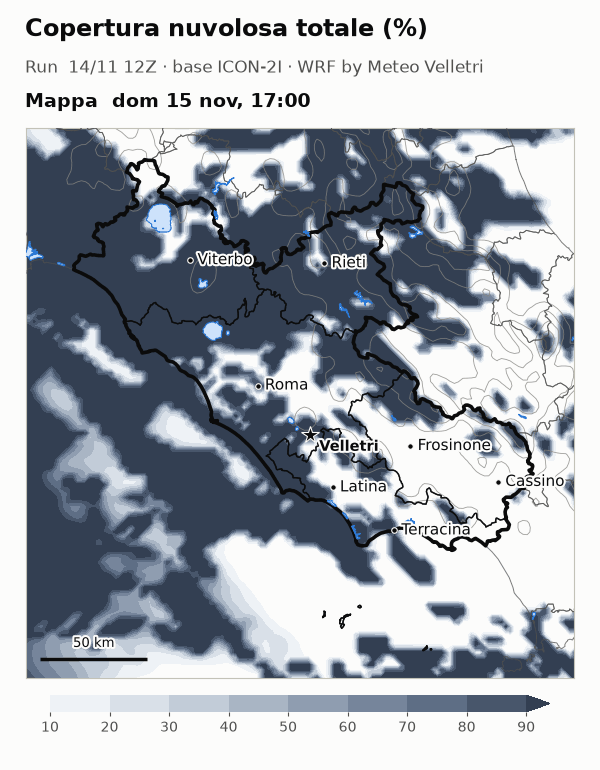 Copertura nuvolosa totale (%)
Run 14/11 12Z · base ICON-2I · WRF by Meteo Velletri
Mappa dom 15 nov, 17:00
Viterbo
Rieti
Roma
Velletri
Frosinone
Cassino
Latina
Terracina
50 km
10 20 30 40 50 60 70 80 90